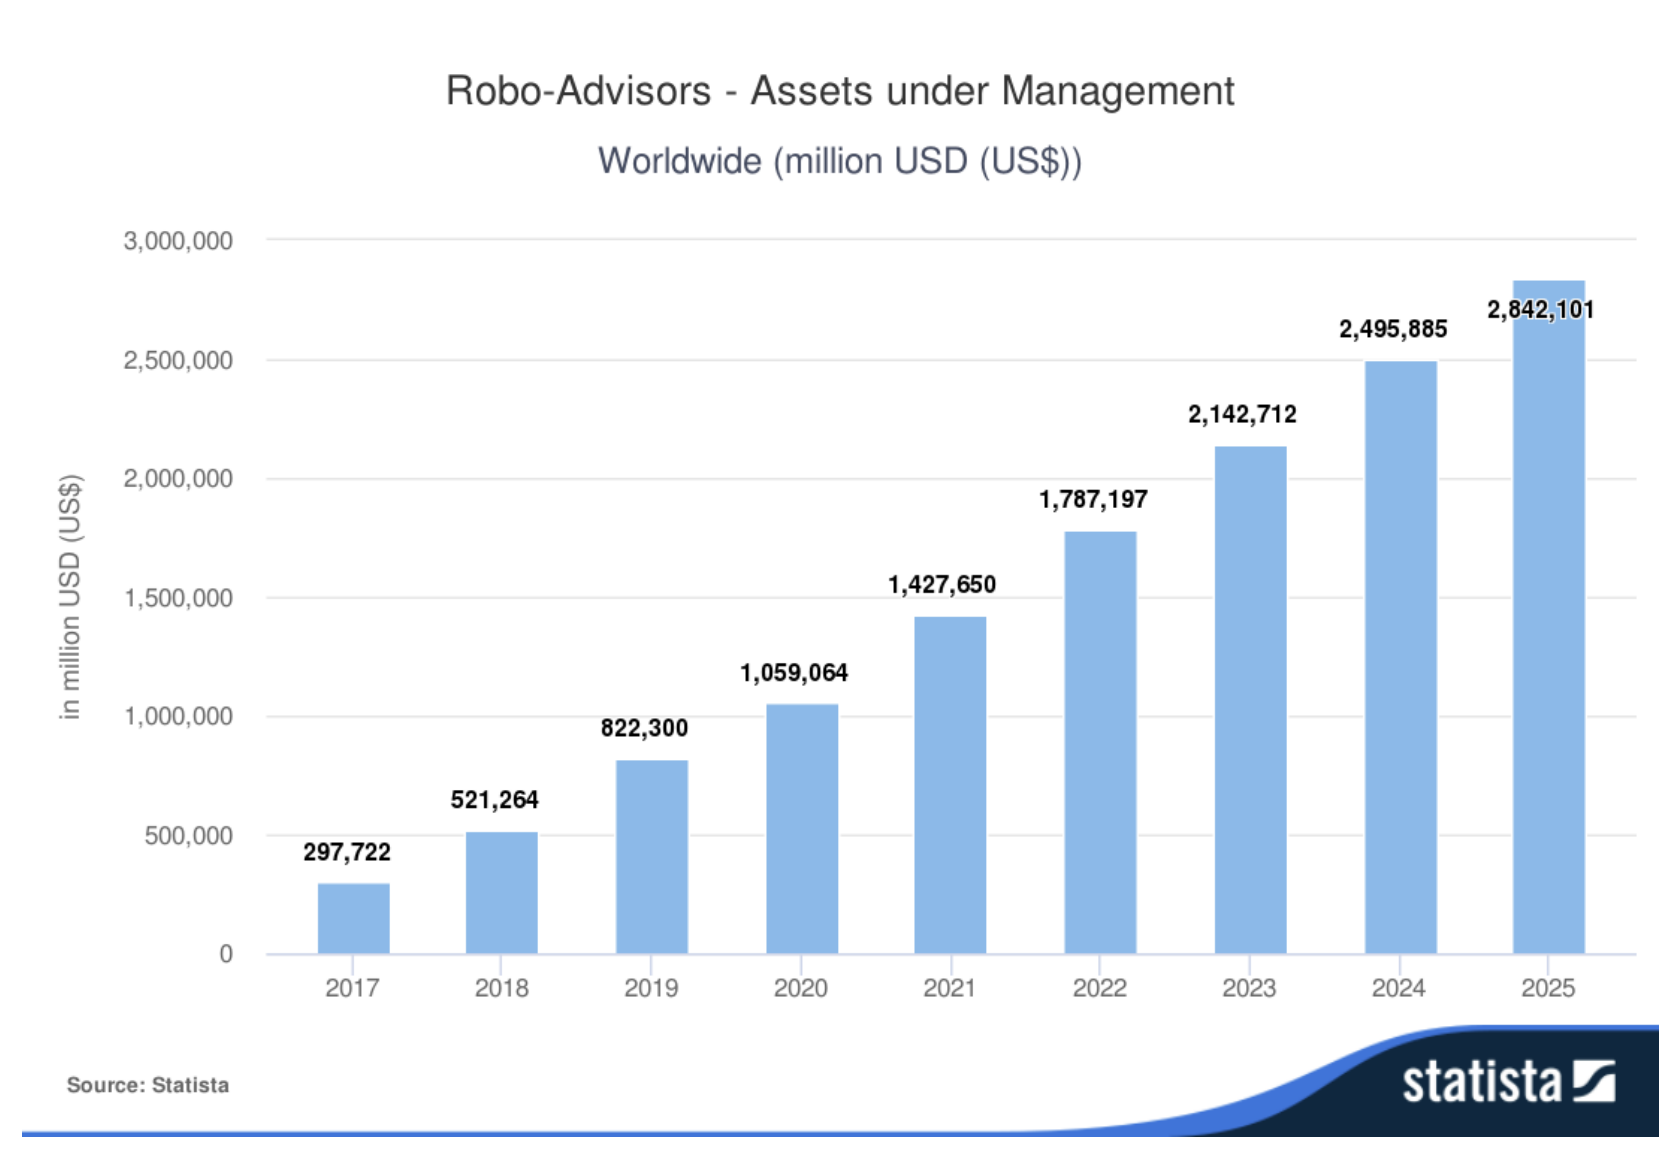 Robo-Advisors - Assets under Management
Worldwide (million USD (US$))
in million USD (US$)
3,000,000
2,500,000
2,000,000
1,500,000
1,000,000
500,000
0
297,722
521,264
822,300
1,059,064
1,427,650
1,787,197
2,142,712
2,495,885
2,842,101
2017 2018 2019 2020 2021 2022 2023 2024 2025
Source: Statista
statista